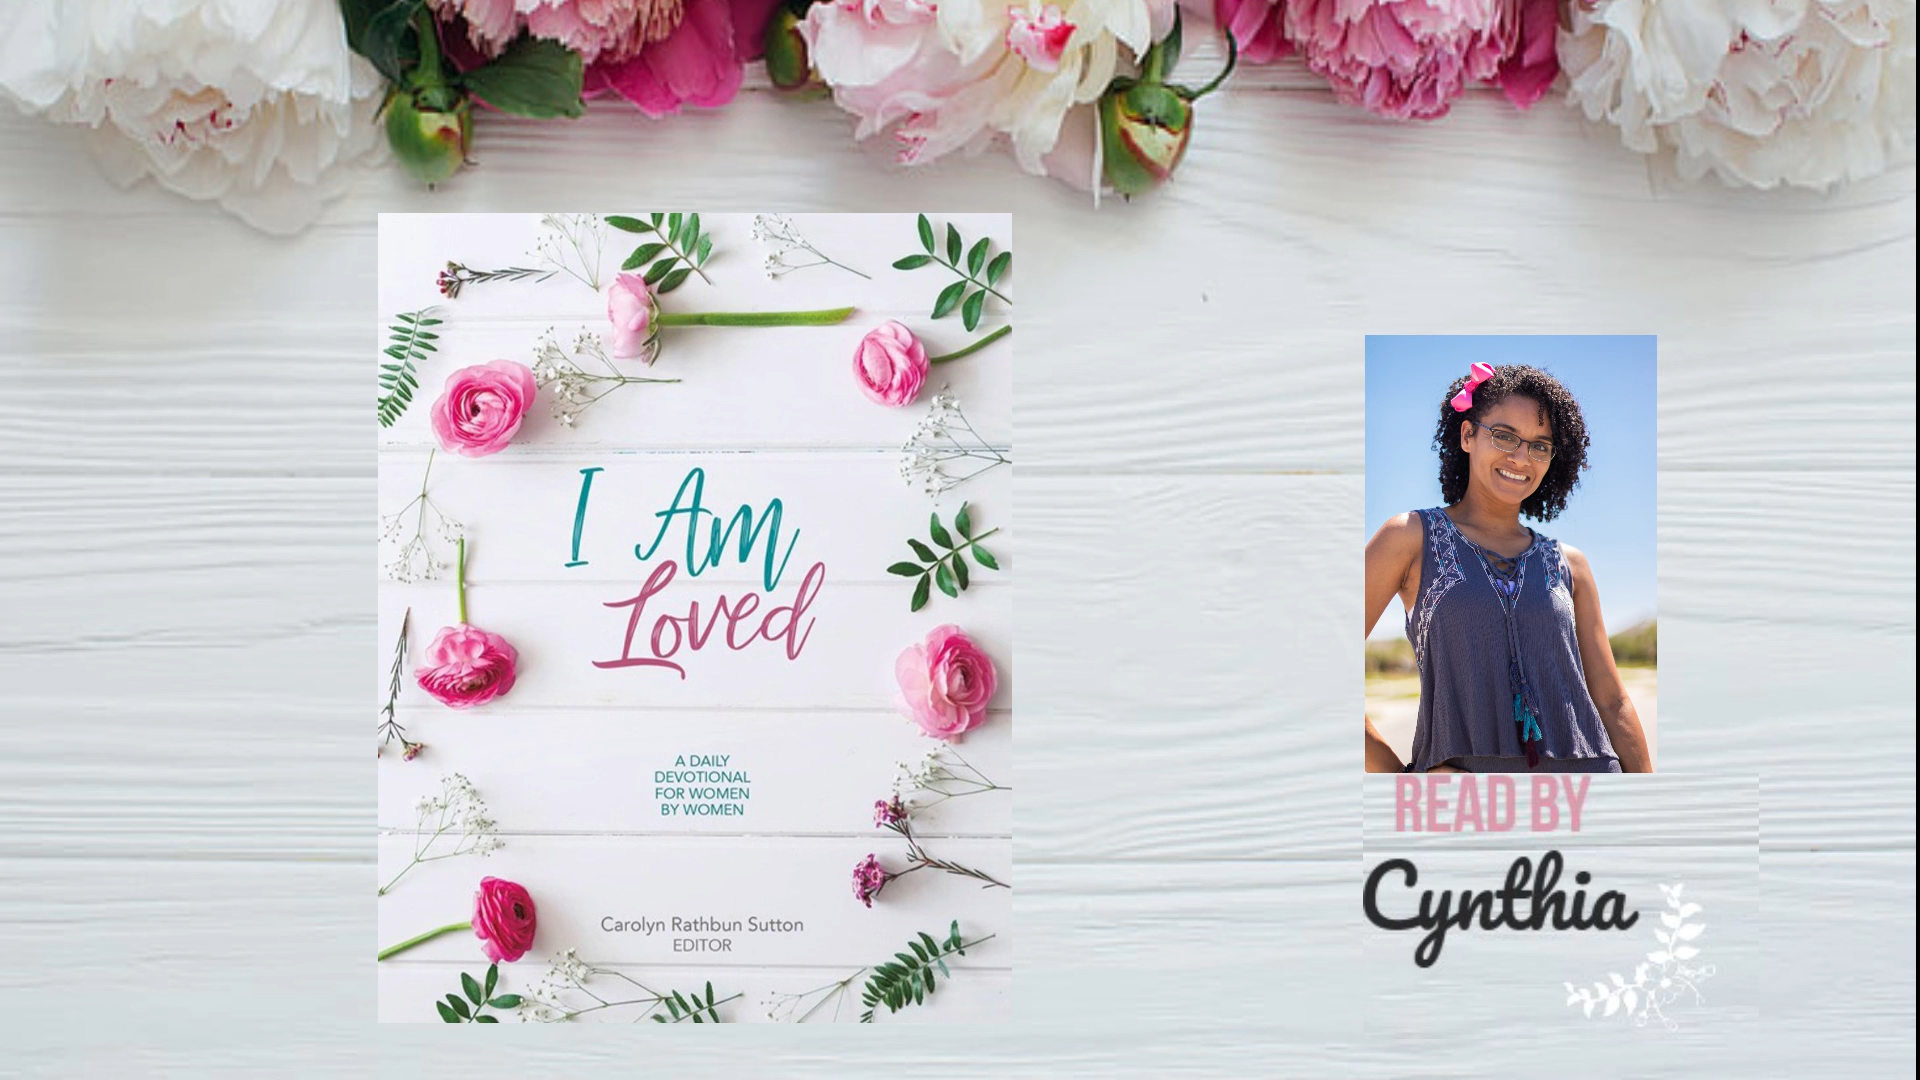 I Am
Loved
A DAILY
DEVOTIONAL
FOR WOMEN
BY WOMEN
Carolyn Rathbun Sutton
EDITOR
READ BY
Cynthia